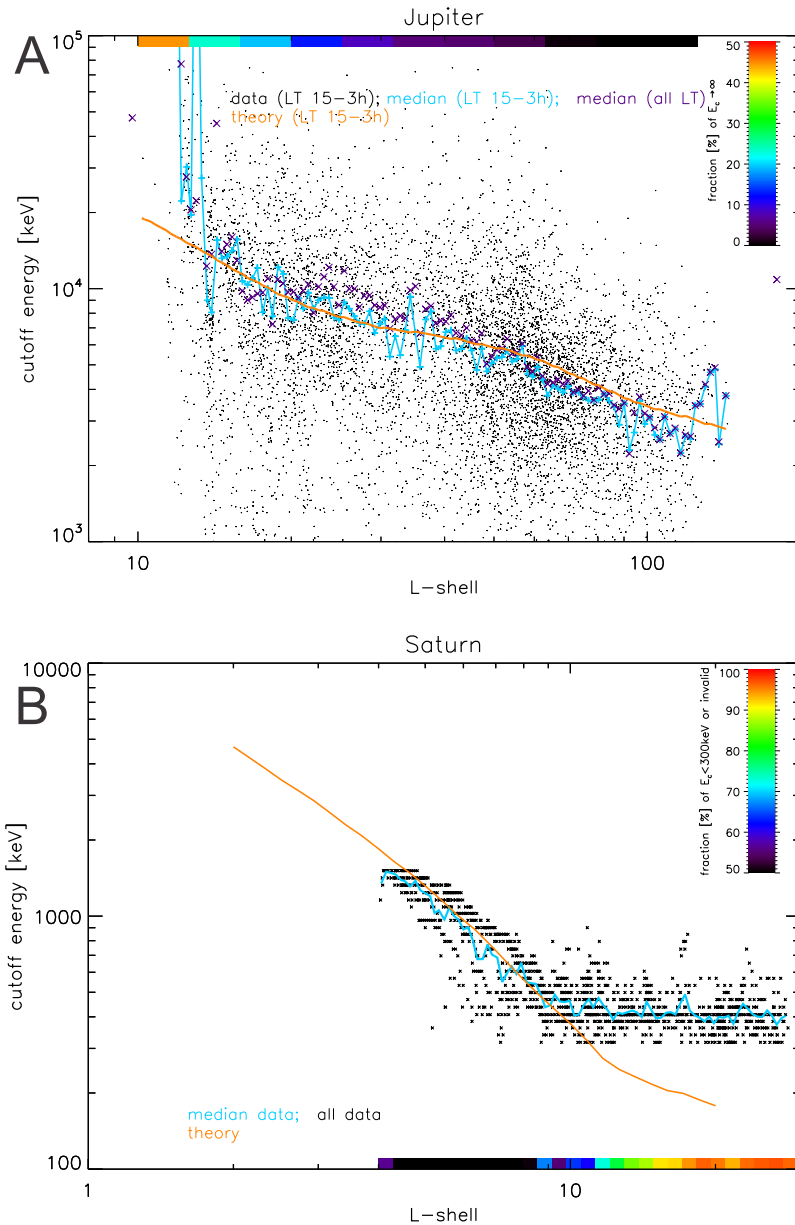 Jupiter
A
10^5
50
data (LT 15-3h); median (LT 15-3h); median (all LT)
theory (LT 15-3h)
40
30
20
10
0
fraction [%] of E_c→∞
cutoff energy [keV]
10^4
10^3
10
100
L-shell
Saturn
B
10000
100
90
80
70
60
50
fraction [%] of E_c<300keV or invalid
cutoff energy [keV]
1000
median data; all data
theory
100
1
10
L-shell